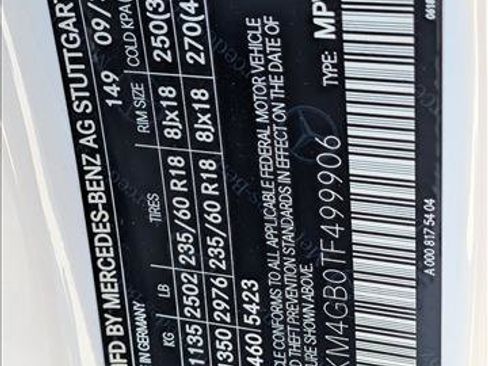 MFD BY MERCEDES-BENZ AG STUTTGART
IN GERMANY 149 09/
KG LB TIRES RIM SIZE COLD KPA
1135 2502 235/60 R18 8Jx18 250(3
1350 2976 235/60 R18 8Jx18 270(4
460 5423
CLE CONFORMS TO ALL APPLICABLE FEDERAL MOTOR VEHICLE
THEFT PREVENTION STANDARDS IN EFFECT ON THE DATE OF
URE SHOWN ABOVE.
KM4GB0TF499906 TYPE: MP
A 000 817 54 04